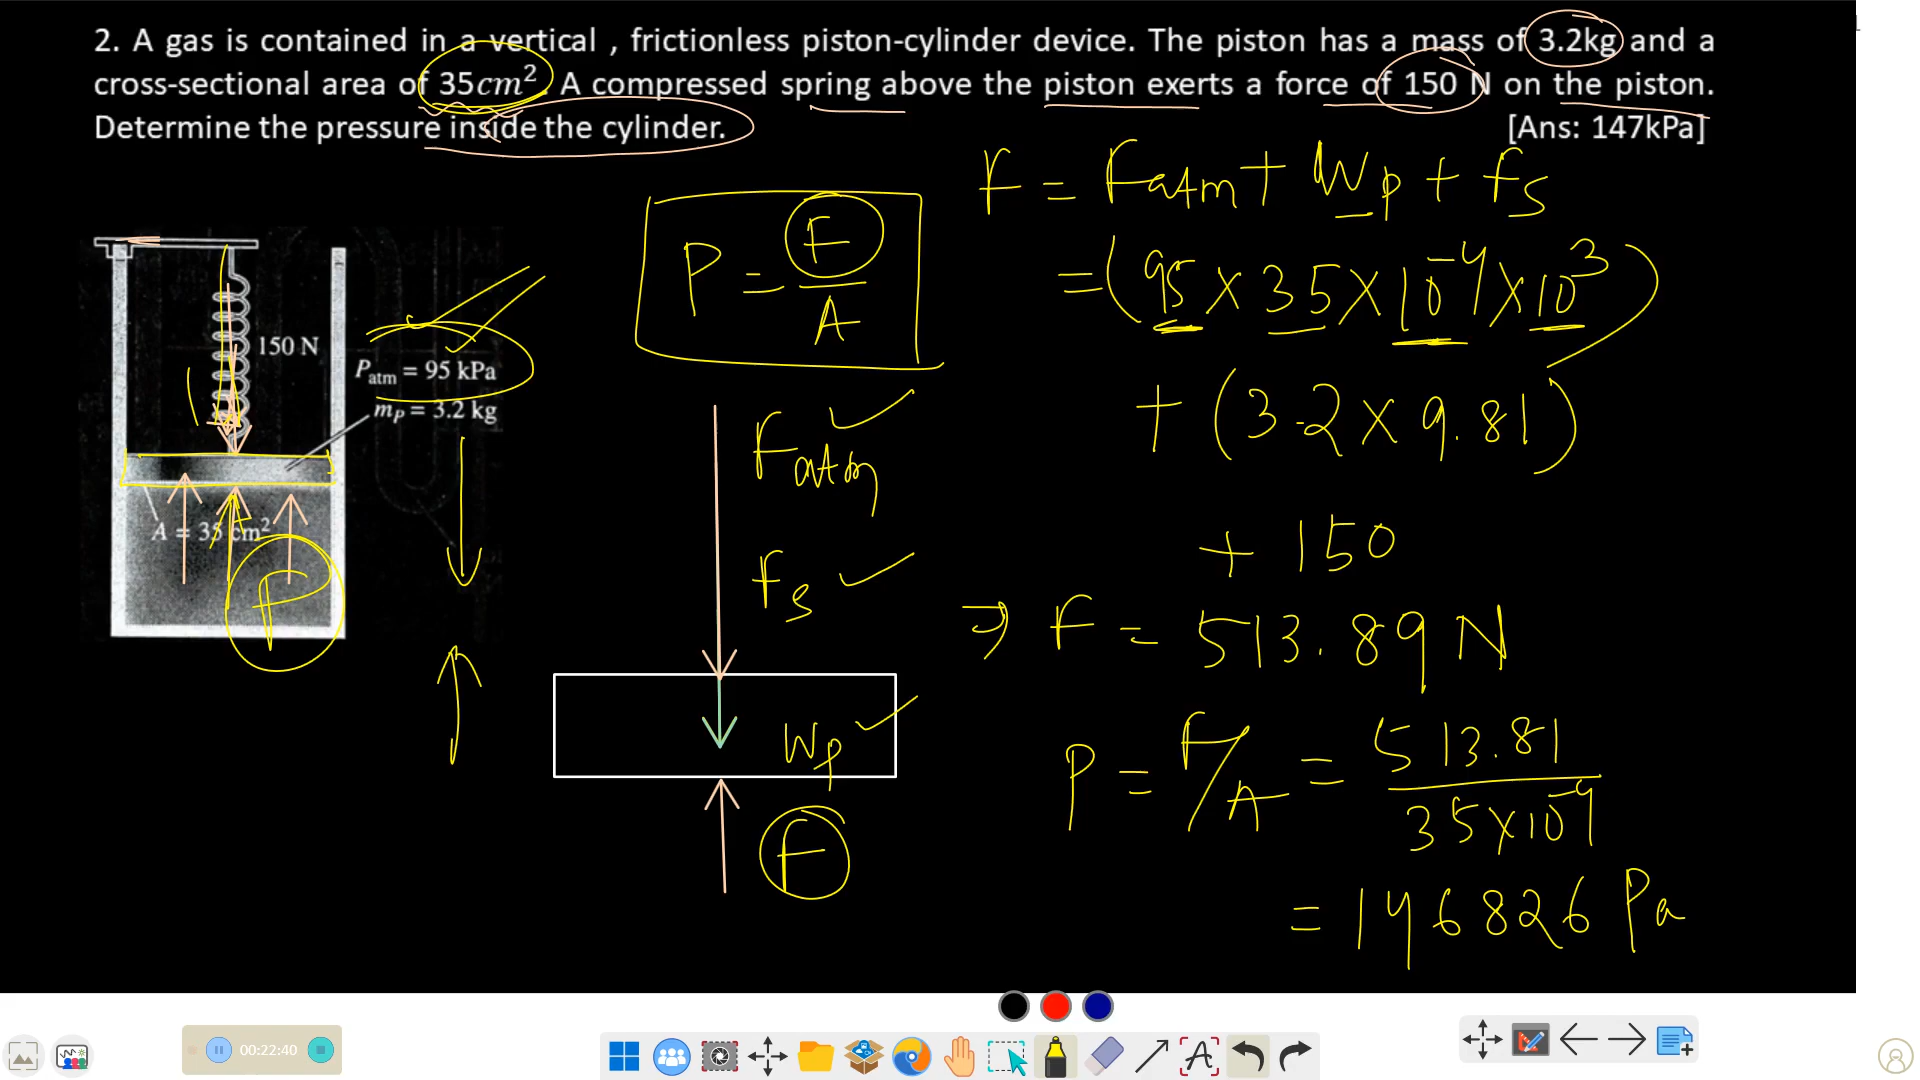 2. A gas is contained in a vertical , frictionless piston-cylinder device. The piston has a mass of 3.2kg and a
cross-sectional area of 35cm² A compressed spring above the piston exerts a force of 150 N on the piston.
Determine the pressure inside the cylinder. [Ans: 147kPa]
150 N
Patm = 95 kPa
mP = 3.2 kg
A = 35 cm²
P
P = F/A
Fatm
fs
Wp
F
F = Fatm + Wp + fs
= (95 × 35 × 10⁻⁴ × 10³)
+ (3.2 × 9.81)
+ 150
⇒ F = 513.89 N
P = F/A = 513.81 / 35×10⁻⁴
= 146826 Pa
00:22:40